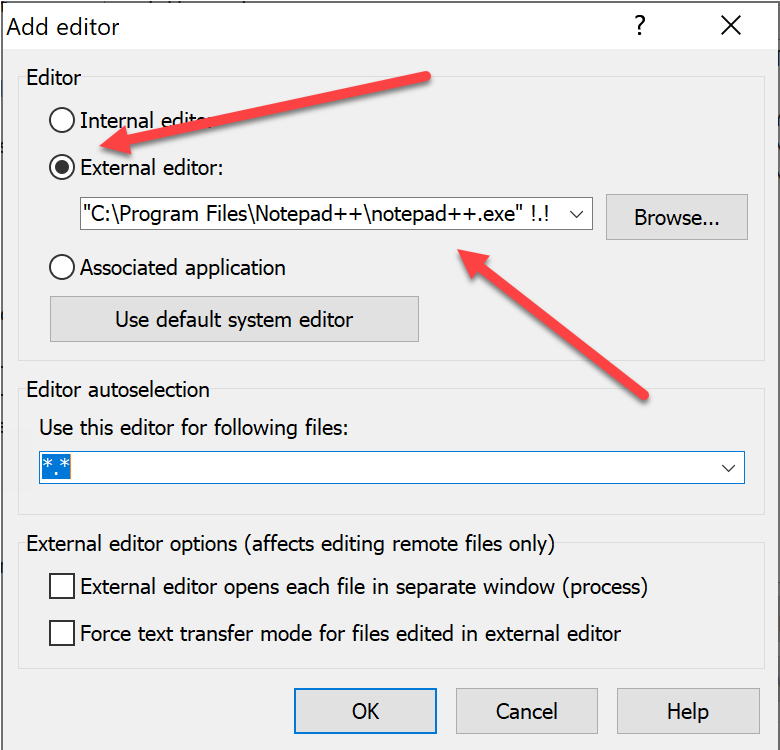 Add editor
?
Editor
Internal editor
External editor:
"C:\Program Files\Notepad++\notepad++.exe" !.!
Browse...
Associated application
Use default system editor
Editor autoselection
Use this editor for following files:
*.*
External editor options (affects editing remote files only)
External editor opens each file in separate window (process)
Force text transfer mode for files edited in external editor
OK
Cancel
Help